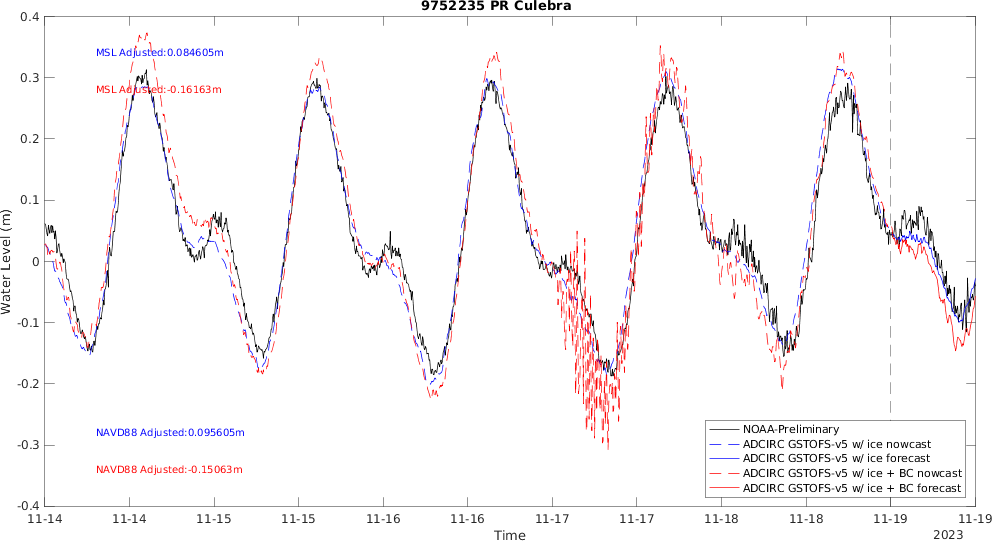 9752235 PR Culebra
0.4
MSL Adjusted:0.084605m
0.3
MSL Adjusted:-0.16163m
0.2
0.1
Water Level (m)
0
-0.1
-0.2
-0.3
-0.4
NAVD88 Adjusted:0.095605m
NAVD88 Adjusted:-0.15063m
NOAA-Preliminary
ADCIRC GSTOFS-v5 w/ ice nowcast
ADCIRC GSTOFS-v5 w/ ice forecast
ADCIRC GSTOFS-v5 w/ ice + BC nowcast
ADCIRC GSTOFS-v5 w/ ice + BC forecast
11-14 11-14 11-15 11-15 11-16 11-17 11-17 11-18 11-18 11-19 11-19
Time
2023